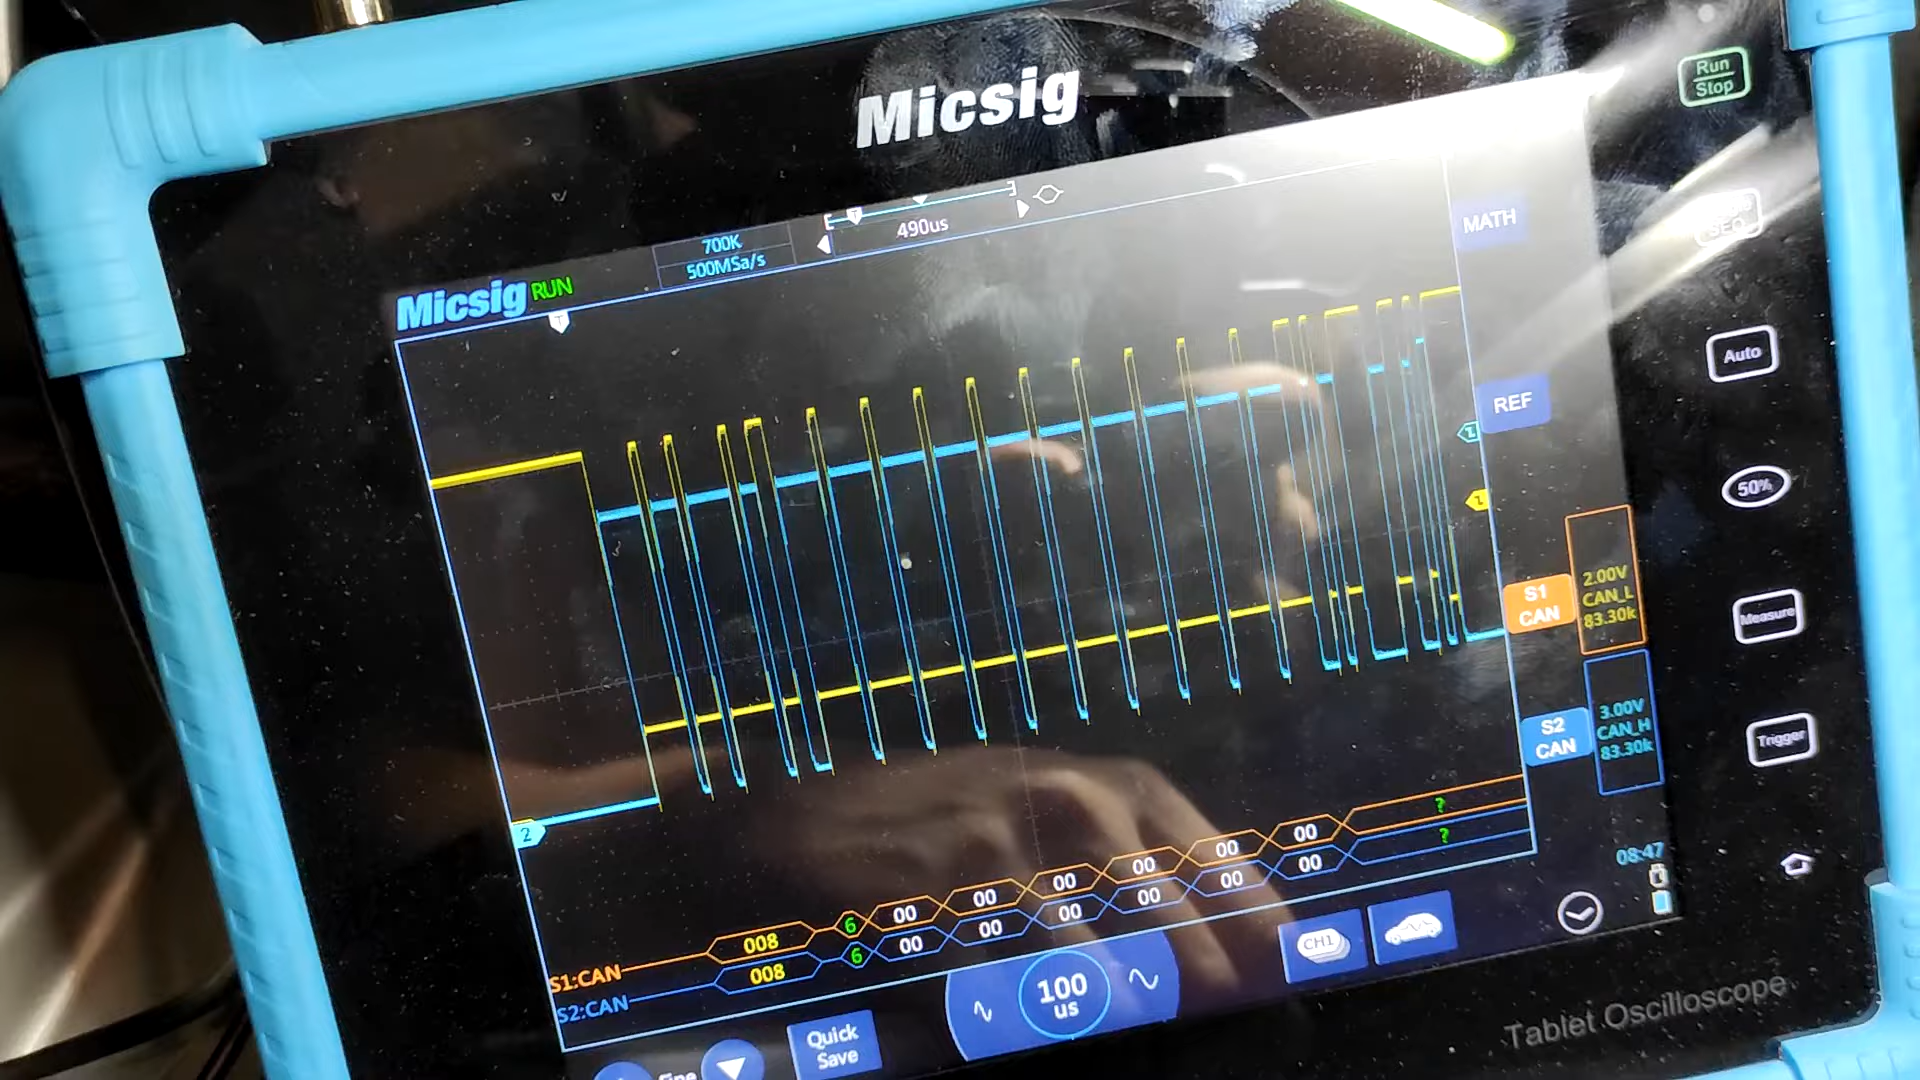 Micsig
Run
Stop
SEQ
Auto
50%
Measure
Trigger
Micsig RUN
T
700K
500MSa/s
T
490us
MATH
REF
S1
CAN
2.00V
CAN_L
83.30k
S2
CAN
3.00V
CAN_H
83.30k
2
S1:CAN 008 6 00 00 00 00 00 00 ?
S2:CAN 008 6 00 00 00 00 00 00 ?
08:47
Fine
Quick
Save
100
us
CH1
Tablet Oscilloscope